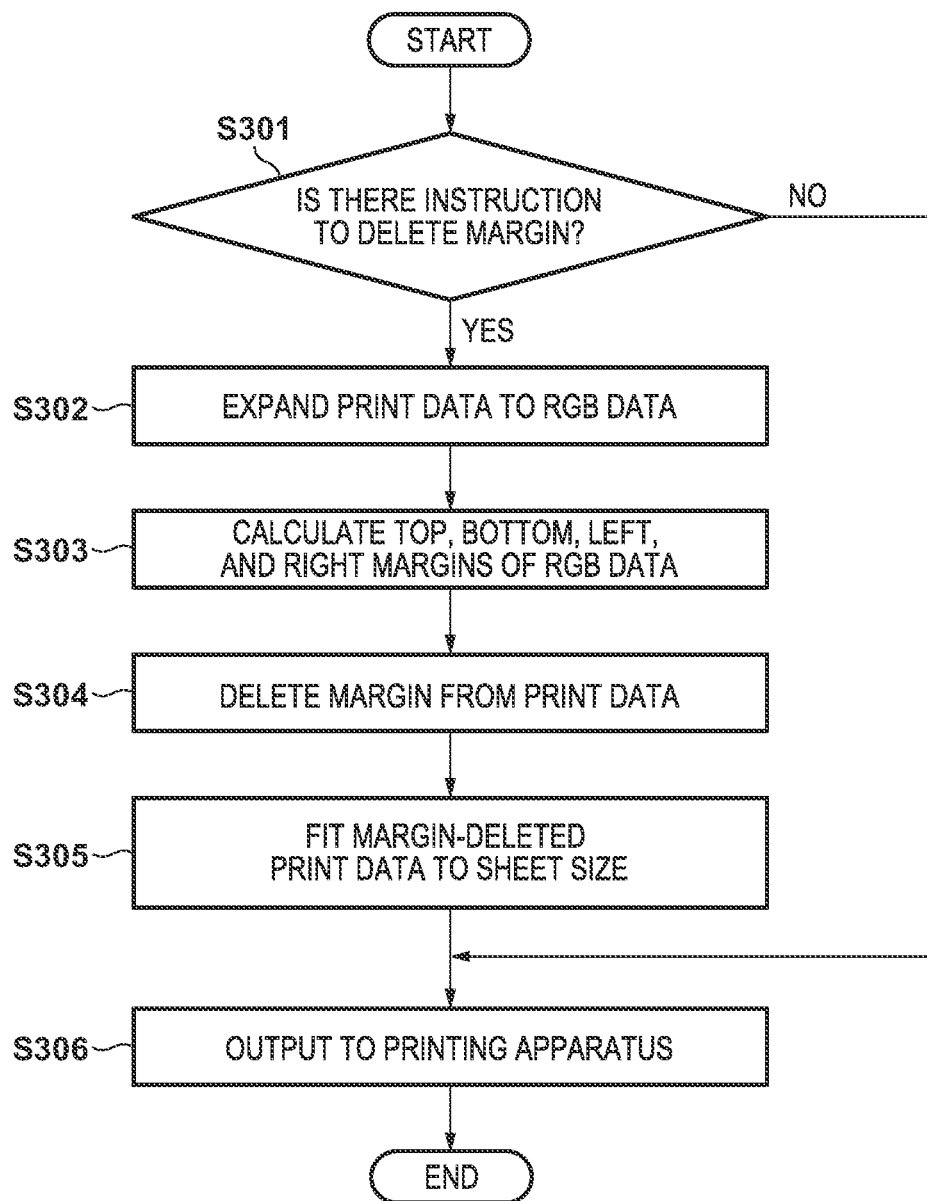 START
S301
IS THERE INSTRUCTION
TO DELETE MARGIN?
NO
YES
S302
EXPAND PRINT DATA TO RGB DATA
S303
CALCULATE TOP, BOTTOM, LEFT,
AND RIGHT MARGINS OF RGB DATA
S304
DELETE MARGIN FROM PRINT DATA
S305
FIT MARGIN-DELETED
PRINT DATA TO SHEET SIZE
S306
OUTPUT TO PRINTING APPARATUS
END